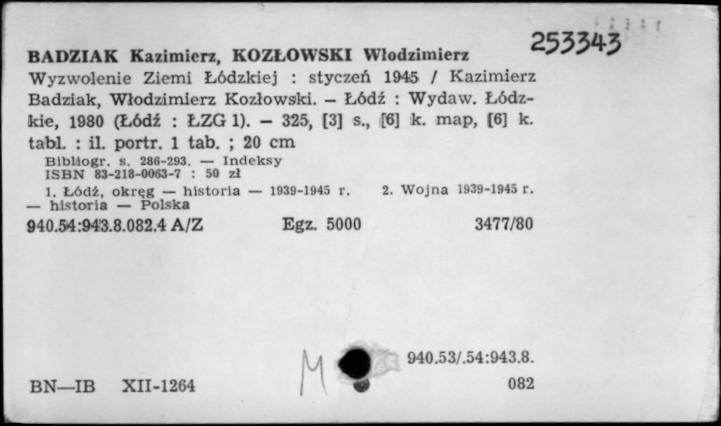 253343
BADZIAK Kazimierz, KOZŁOWSKI Włodzimierz
Wyzwolenie Ziemi Łódzkiej : styczeń 1945 / Kazimierz
Badziak, Włodzimierz Kozłowski. — Łódź : Wydaw. Łódz-
kie, 1980 (Łódź : ŁZG 1). — 325, [3] s., [6] k. map, [6] k.
tabl. : il. portr. 1 tab. ; 20 cm
Bibliogr. s. 286-293. — Indeksy
ISBN 83-218-0063-7 : 50 zł
1. Łódź, okręg — historia — 1939-1945 r. 2. Wojna 1939-1945 r.
— historia — Polska
940.54:943.8.082.4 A/Z Egz. 5000 3477/80
M 940.53/.54:943.8.
BN—IB XII-1264 082